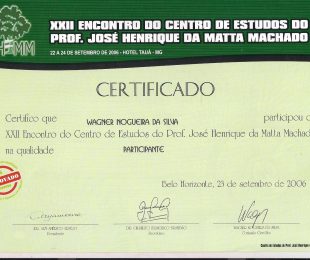 XXII ENCONTRO DO CENTRO DE ESTUDOS DO
PROF. JOSÉ HENRIQUE DA MATTA MACHADO
22 A 24 DE SETEMBRO DE 2006 - HOTEL TAUÁ - MG
CERTIFICADO
Certifico que WAGNER NOGUEIRA DA SILVA participou d
XXII Encontro do Centro de Estudos do Prof. José Henrique da Matta Machad
na qualidade PARTICIPANTE
Belo Horizonte, 23 de setembro de 2006